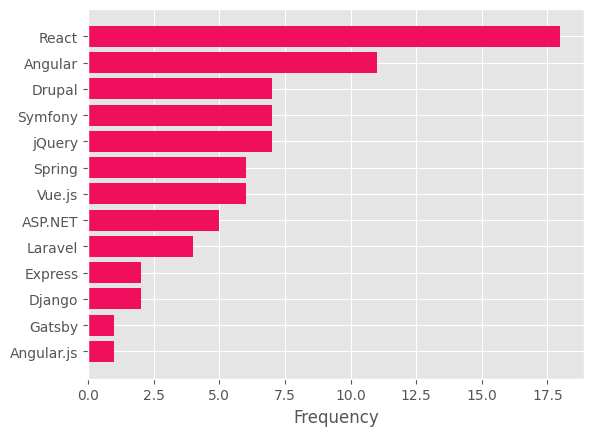 React
Angular
Drupal
Symfony
jQuery
Spring
Vue.js
ASP.NET
Laravel
Express
Django
Gatsby
Angular.js
0.0 2.5 5.0 7.5 10.0 12.5 15.0 17.5
Frequency